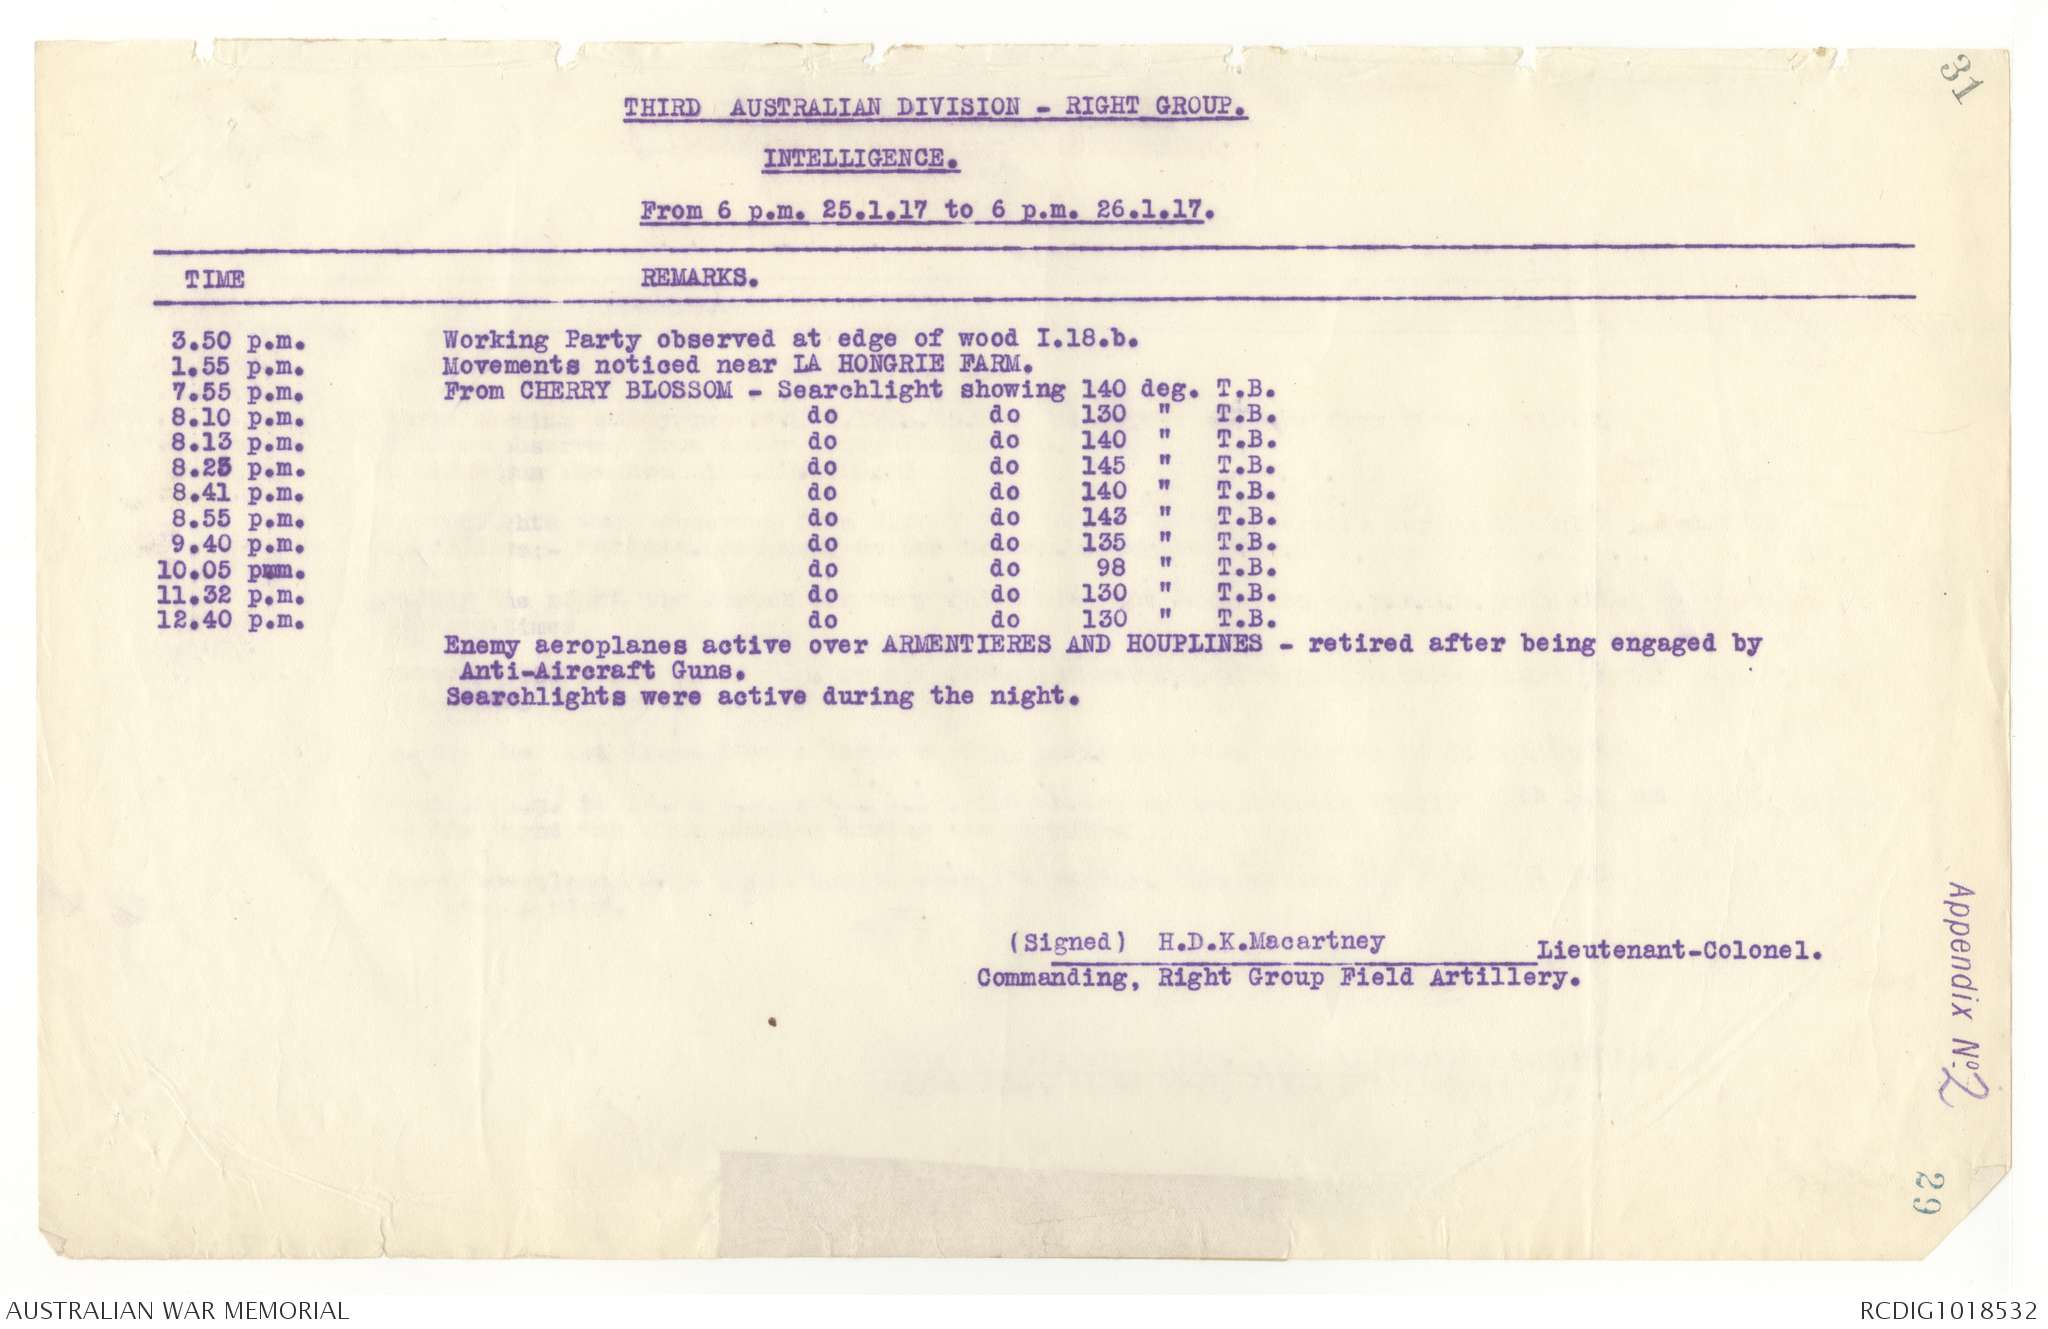 31
THIRD AUSTRALIAN DIVISION - RIGHT GROUP.
INTELLIGENCE.
From 6 p.m. 25.1.17 to 6 p.m. 26.1.17.
TIME REMARKS.
3.50 p.m. Working Party observed at edge of wood I.18.b.
1.55 p.m. Movements noticed near LA HONGRIE FARM.
7.55 p.m. From CHERRY BLOSSOM - Searchlight showing 140 deg. T.B.
8.10 p.m. do do 130 " T.B.
8.13 p.m. do do 140 " T.B.
8.23 p.m. do do 145 " T.B.
8.41 p.m. do do 140 " T.B.
8.55 p.m. do do 143 " T.B.
9.40 p.m. do do 135 " T.B.
10.05 p.m. do do 98 " T.B.
11.32 p.m. do do 130 " T.B.
12.40 p.m. do do 130 " T.B.
Enemy aeroplanes active over ARMENTIERES AND HOUPLINES - retired after being engaged by
Anti-Aircraft Guns.
Searchlights were active during the night.
(Signed) H.D.K.Macartney Lieutenant-Colonel.
Commanding, Right Group Field Artillery.
Appendix No. 2
29
AUSTRALIAN WAR MEMORIAL RCDIG1018532